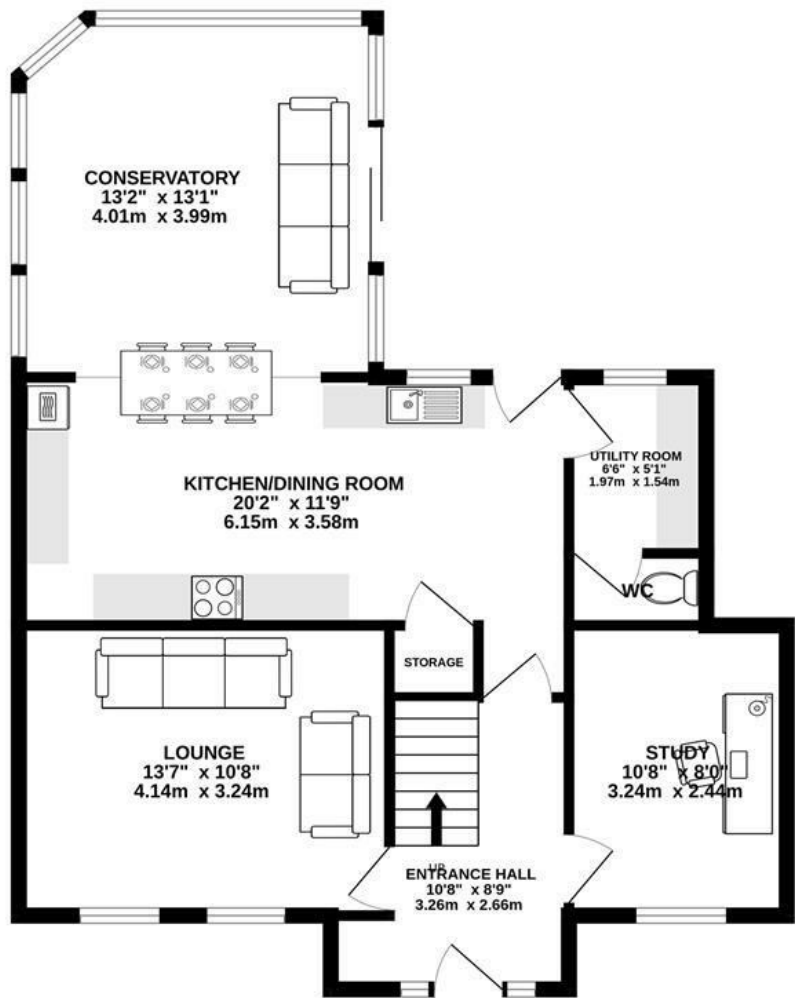 CONSERVATORY
13'2" x 13'1"
4.01m x 3.99m
KITCHEN/DINING ROOM
20'2" x 11'9"
6.15m x 3.58m
UTILITY ROOM
6'6" x 5'1"
1.97m x 1.54m
WC
STORAGE
LOUNGE
13'7" x 10'8"
4.14m x 3.24m
STUDY
10'8" x 8'0"
3.24m x 2.44m
UP
ENTRANCE HALL
10'8" x 8'9"
3.26m x 2.66m